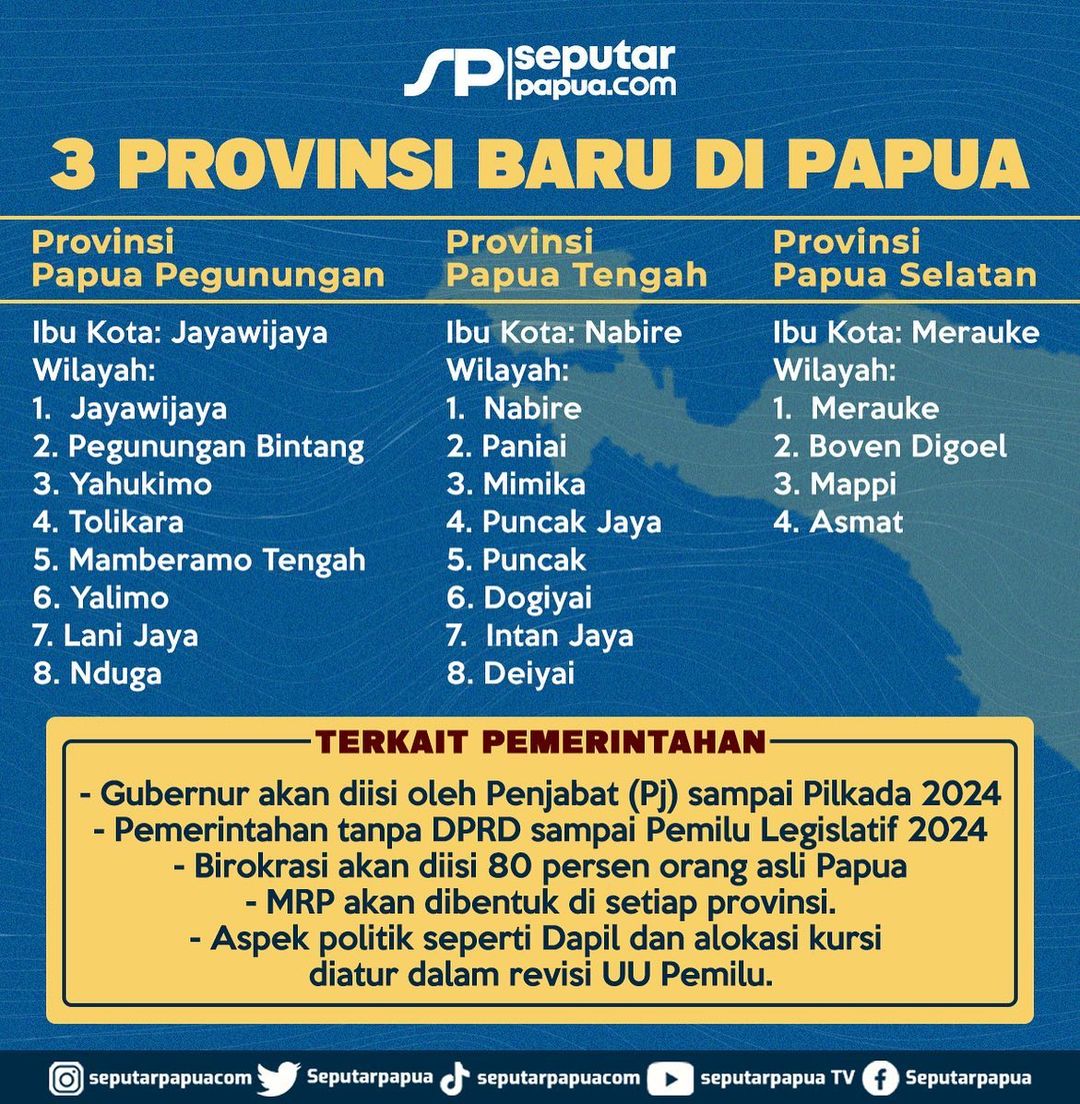 SP seputar
papua.com
3 PROVINSI BARU DI PAPUA
Provinsi
Papua Pegunungan
Ibu Kota: Jayawijaya
Wilayah:
1. Jayawijaya
2. Pegunungan Bintang
3. Yahukimo
4. Tolikara
5. Mamberamo Tengah
6. Yalimo
7. Lani Jaya
8. Nduga
Provinsi
Papua Tengah
Ibu Kota: Nabire
Wilayah:
1. Nabire
2. Paniai
3. Mimika
4. Puncak Jaya
5. Puncak
6. Dogiyai
7. Intan Jaya
8. Deiyai
Provinsi
Papua Selatan
Ibu Kota: Merauke
Wilayah:
1. Merauke
2. Boven Digoel
3. Mappi
4. Asmat
TERKAIT PEMERINTAHAN
- Gubernur akan diisi oleh Penjabat (Pj) sampai Pilkada 2024
- Pemerintahan tanpa DPRD sampai Pemilu Legislatif 2024
- Birokrasi akan diisi 80 persen orang asli Papua
- MRP akan dibentuk di setiap provinsi.
- Aspek politik seperti Dapil dan alokasi kursi
diatur dalam revisi UU Pemilu.
seputarpapuacom Seputarpapua seputarpapuacom seputarpapua TV Seputarpapua